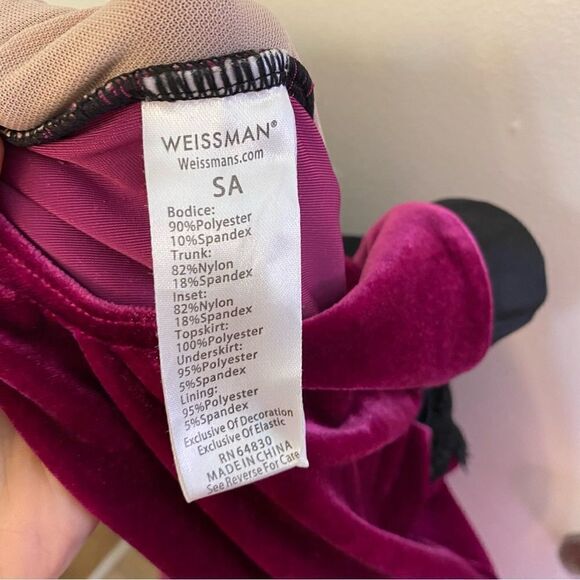 WEISSMAN®
Weissmans.com
SA
Bodice:
90%Polyester
10%Spandex
Trunk:
82%Nylon
18%Spandex
Inset:
82%Nylon
18%Spandex
Topskirt:
100%Polyester
Underskirt:
95%Polyester
5%Spandex
Lining:
95%Polyester
5%Spandex
Exclusive Of Decoration
Exclusive Of Elastic
RN 64830
MADE IN CHINA
See Reverse For Care